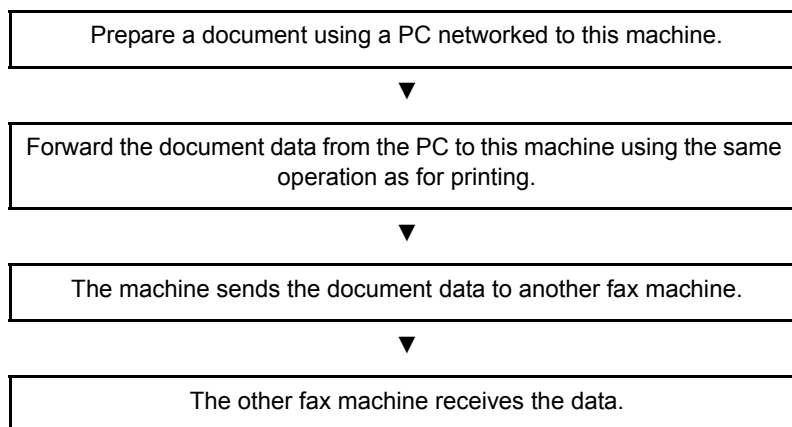 Prepare a document using a PC networked to this machine.
▼
Forward the document data from the PC to this machine using the same
operation as for printing.
▼
The machine sends the document data to another fax machine.
▼
The other fax machine receives the data.